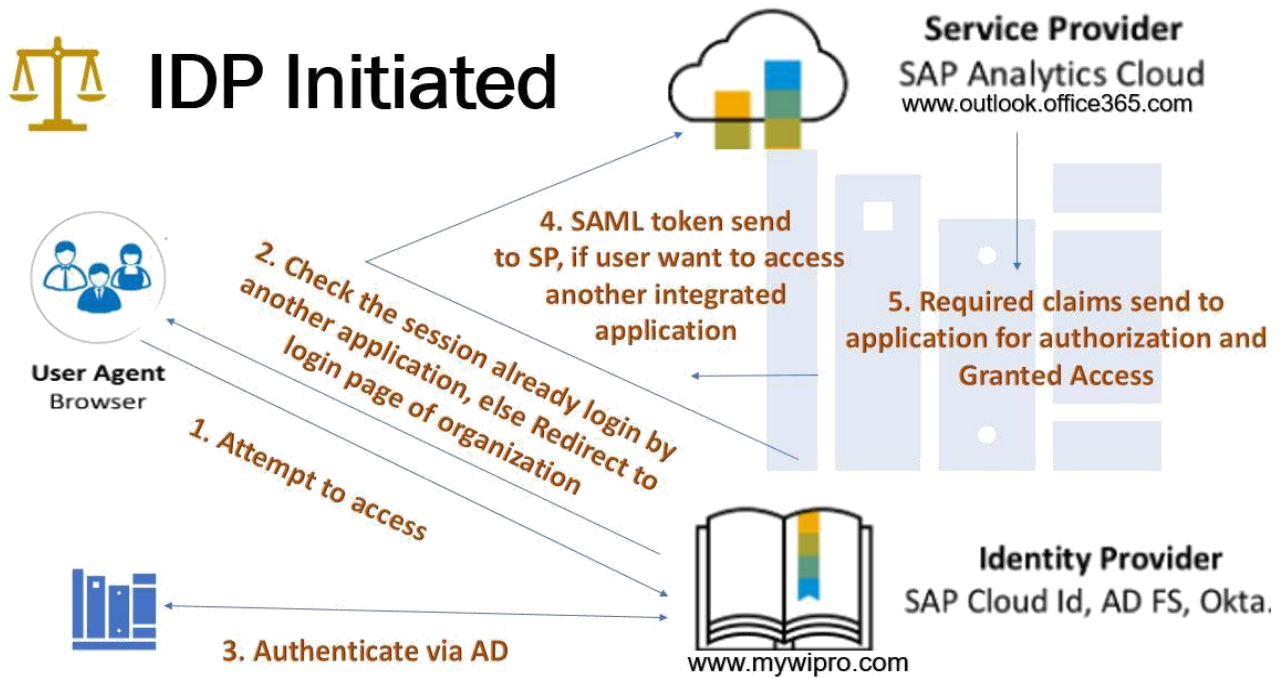 IDP Initiated
Service Provider
SAP Analytics Cloud
www.outlook.office365.com
User Agent
Browser
1. Attempt to access
2. Check the session already login by
another application, else Redirect to
login page of organization
3. Authenticate via AD
4. SAML token send
to SP, if user want to access
another integrated
application
5. Required claims send to
application for authorization and
Granted Access
Identity Provider
SAP Cloud Id, AD FS, Okta.
www.mywipro.com